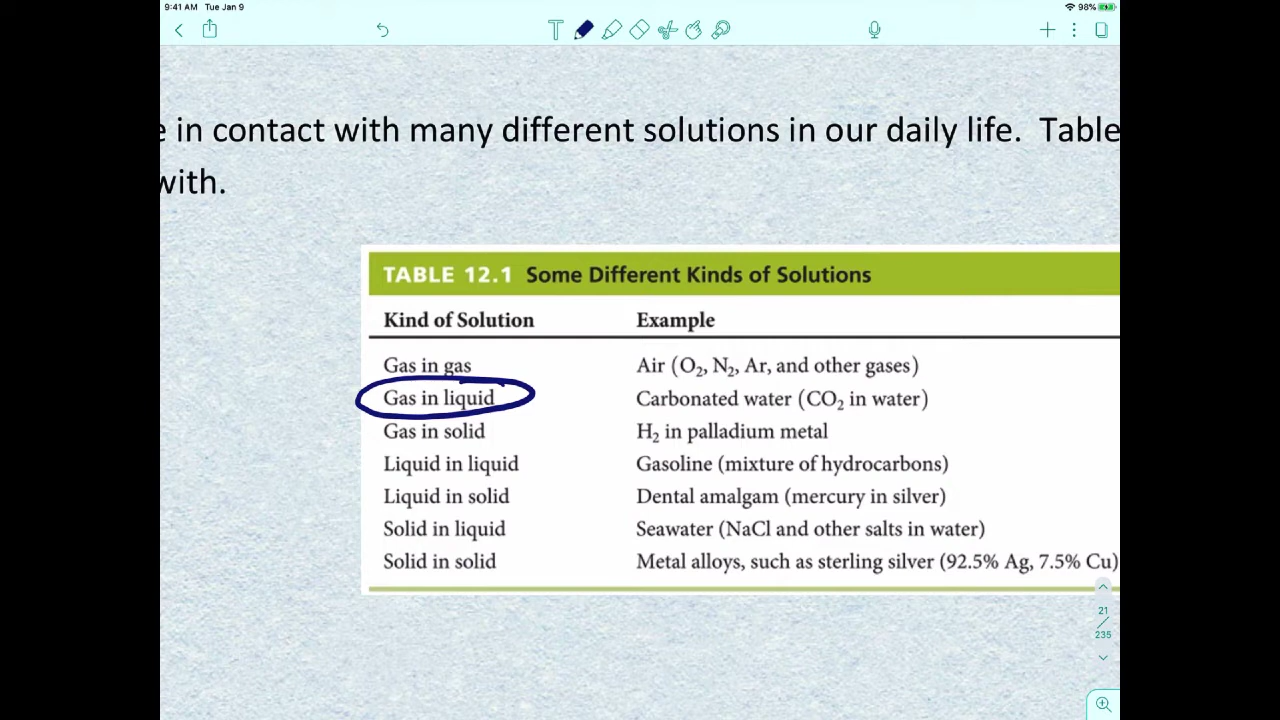 9:41 AM Tue Jan 9
98%
T
e in contact with many different solutions in our daily life. Table
with.
TABLE 12.1 Some Different Kinds of Solutions
Kind of Solution Example
Gas in gas Air (O₂, N₂, Ar, and other gases)
Gas in liquid Carbonated water (CO₂ in water)
Gas in solid H₂ in palladium metal
Liquid in liquid Gasoline (mixture of hydrocarbons)
Liquid in solid Dental amalgam (mercury in silver)
Solid in liquid Seawater (NaCl and other salts in water)
Solid in solid Metal alloys, such as sterling silver (92.5% Ag, 7.5% Cu)
21
/
235